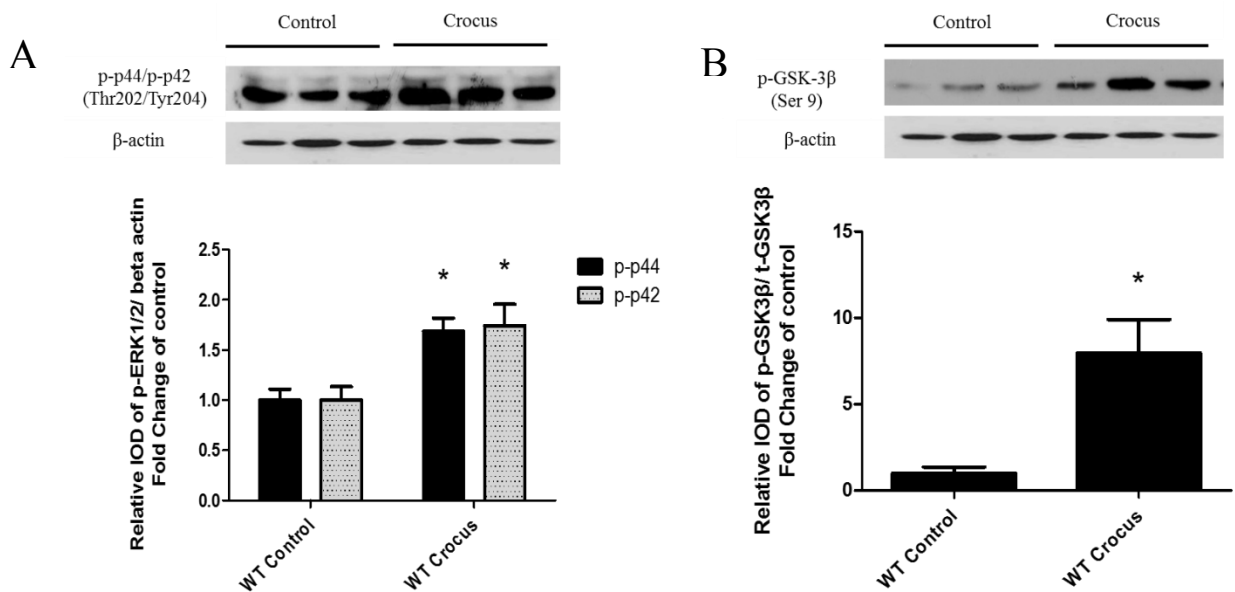 A
Control
Crocus
p-p44/p-p42
(Thr202/Tyr204)
β-actin
Relative IOD of p-ERK1/2/ beta actin
Fold Change of control
2.5
2.0
1.5
1.0
0.5
0.0
*
*
p-p44
p-p42
WT Control
WT Crocus
B
Control
Crocus
p-GSK-3β
(Ser 9)
β-actin
Relative IOD of p-GSK3β/ t-GSK3β
Fold Change of control
15
10
5
0
*
WT Control
WT Crocus